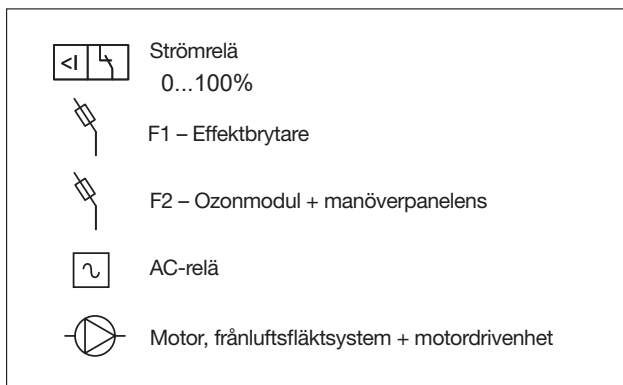 <I
Strömrelä
0...100%
F1 – Effektbrytare
F2 – Ozonmodul + manöverpanelens
AC-relä
Motor, frånluftsfläktsystem + motordrivenhet